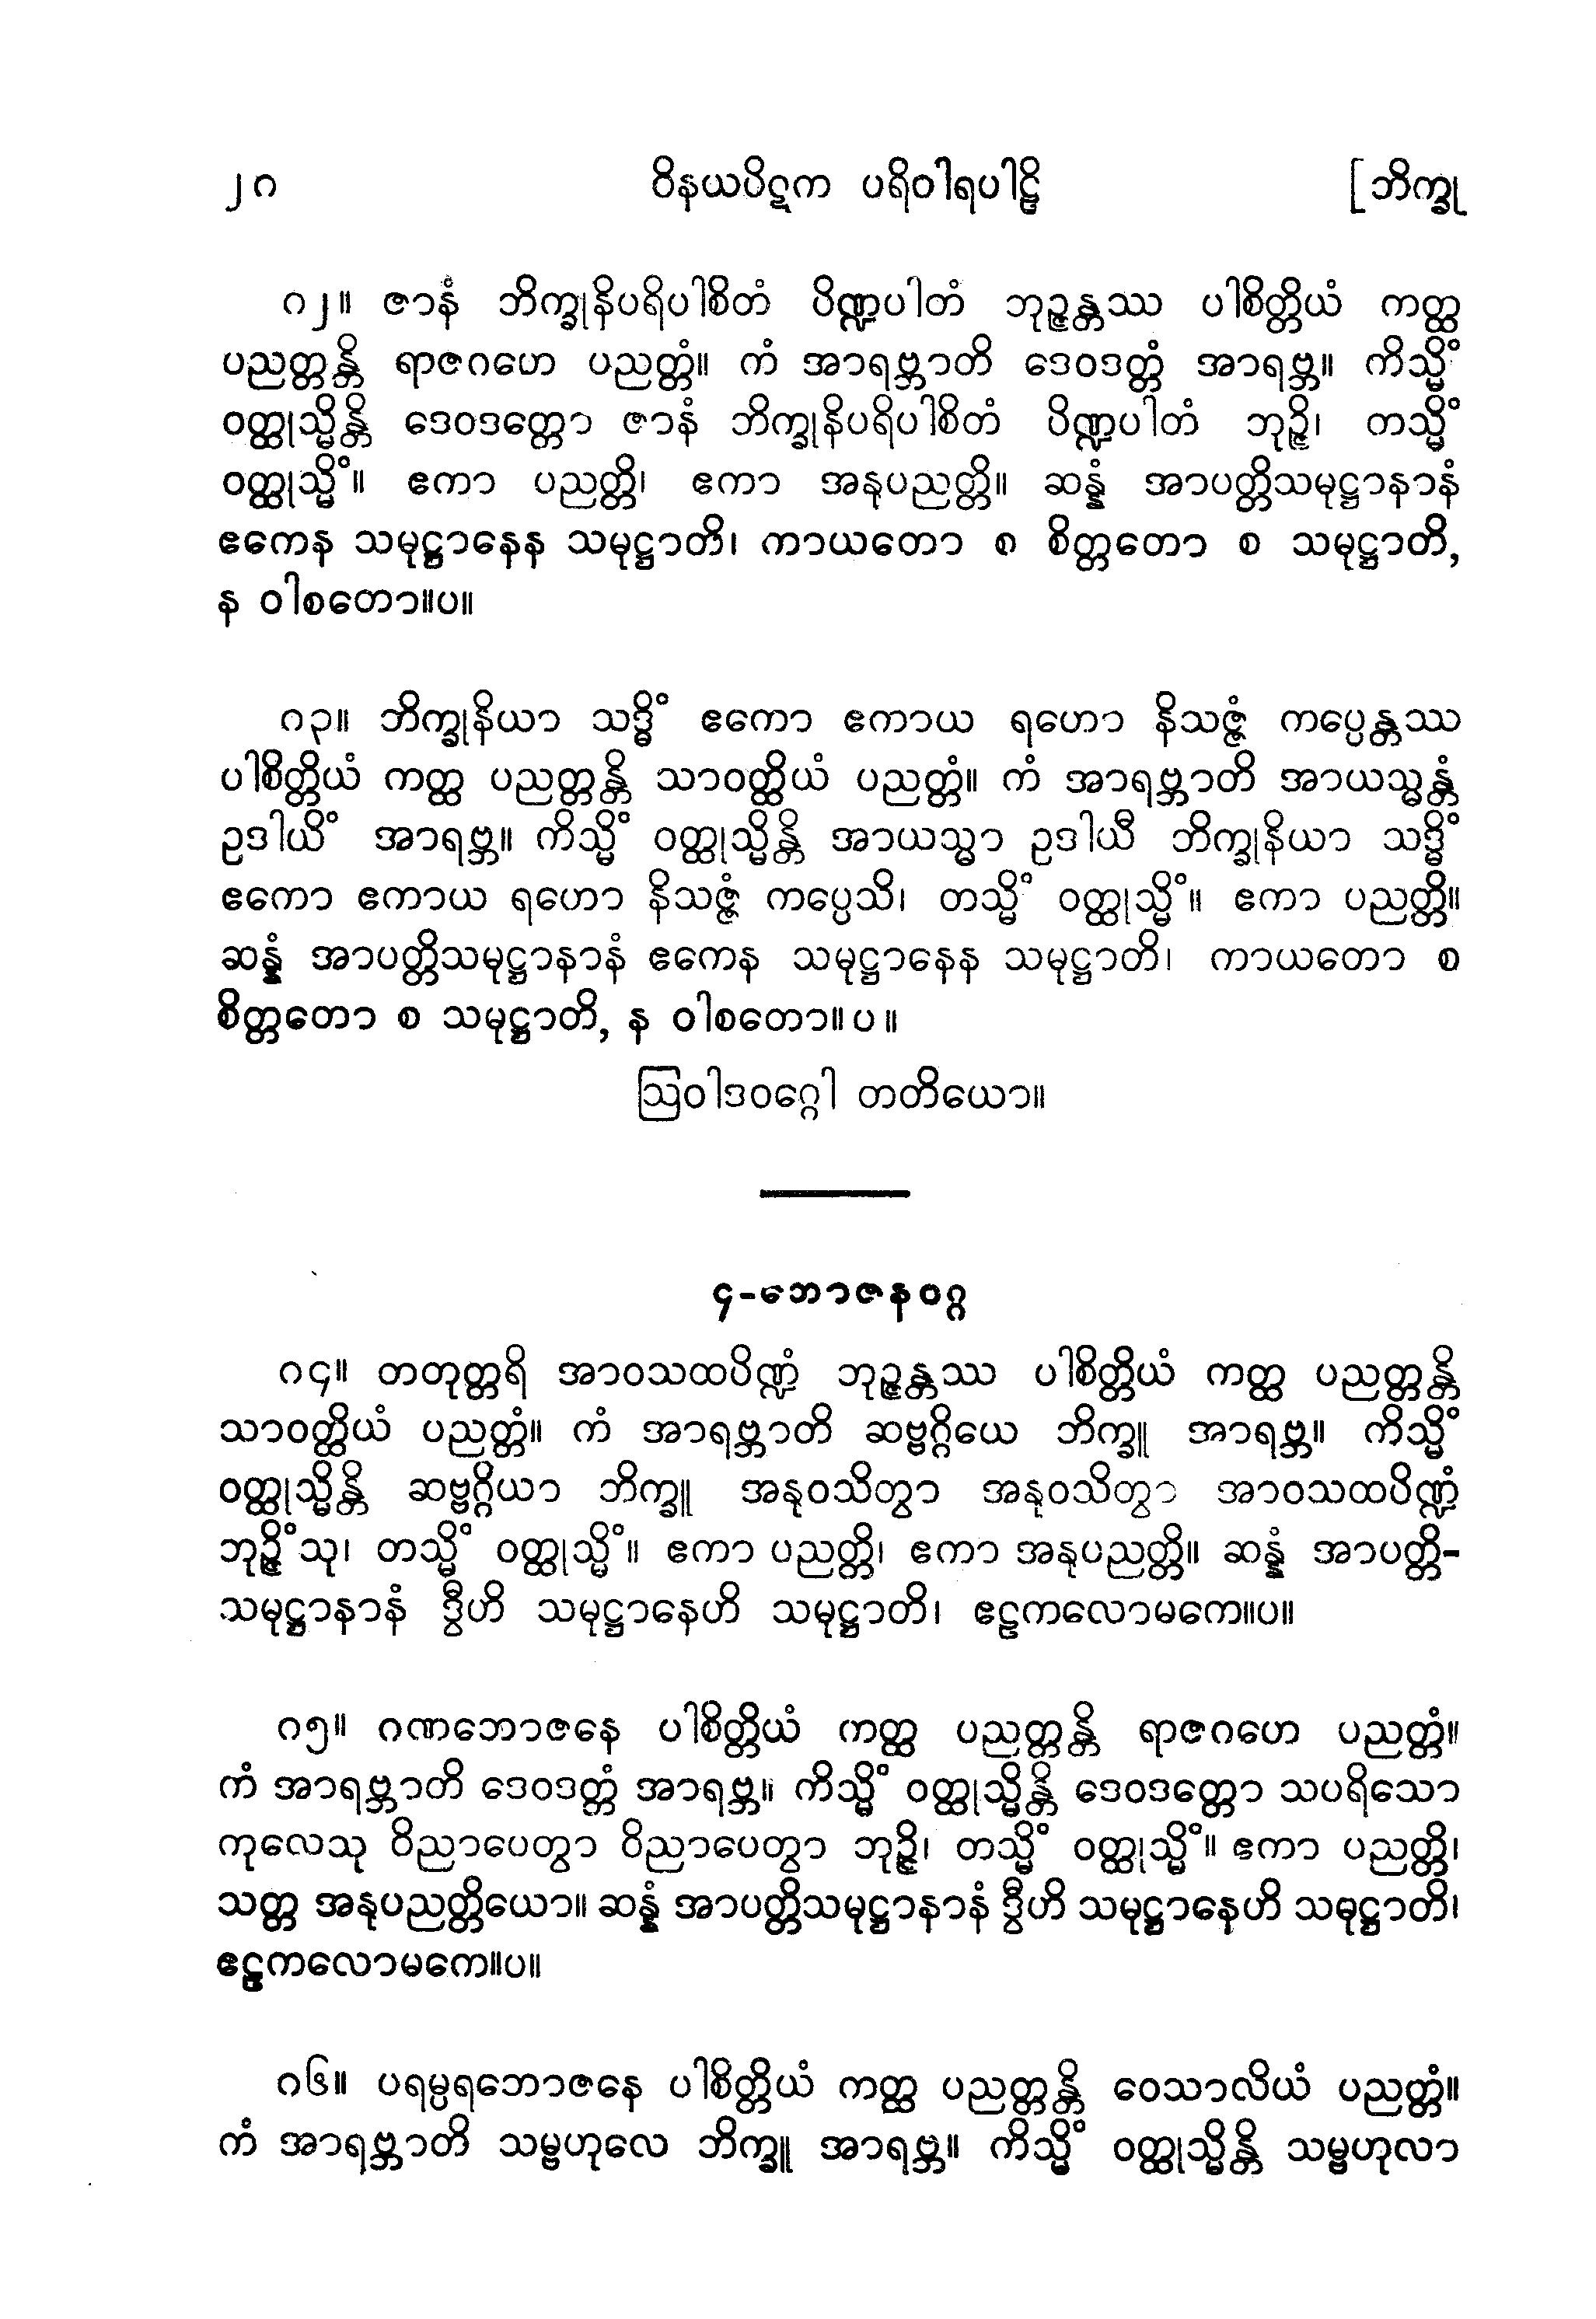 ၂၈ ဝိနယပိဋက ပရိဝါရပါဠိ [ဘိက္ခု
၈၂။ ဇာနံ ဘိက္ခုနိပရိပါစိတံ ပိဏ္ဍပါတံ ဘုဉ္ဇန္တဿ ပါစိတ္တိယံ ကတ္ထ
ပညတ္တန္တိ ရာဇဂဟေ ပညတ္တံ။ ကံ အာရဗ္ဘာတိ ဒေဝဒတ္တံ အာရဗ္ဘ။ ကိသ္မိံ
ဝတ္ထုသ္မိန္တိ ဒေဝဒတ္တော ဇာနံ ဘိက္ခုနိပရိပါစိတံ ပိဏ္ဍပါတံ ဘုဉ္ဇိ၊ တသ္မိံ
ဝတ္ထုသ္မိံ။ ဧကာ ပညတ္တိ၊ ဧကာ အနုပညတ္တိ။ ဆန္နံ အာပတ္တိသမုဋ္ဌာနာနံ
ဧကေန သမုဋ္ဌာနေန သမုဋ္ဌာတိ၊ ကာယတော စ စိတ္တတော စ သမုဋ္ဌာတိ,
န ဝါစတော။ပ။
၈၃။ ဘိက္ခုနိယာ သဒ္ဓိံ ဧကော ဧကာယ ရဟော နိသဇ္ဇံ ကပ္ပေန္တဿ
ပါစိတ္တိယံ ကတ္ထ ပညတ္တန္တိ သာဝတ္ထိယံ ပညတ္တံ။ ကံ အာရဗ္ဘာတိ အာယသ္မန္တံ
ဥဒါယိံ အာရဗ္ဘ။ ကိသ္မိံ ဝတ္ထုသ္မိန္တိ အာယသ္မာ ဥဒါယီ ဘိက္ခုနိယာ သဒ္ဓိံ
ဧကော ဧကာယ ရဟော နိသဇ္ဇံ ကပ္ပေသိ၊ တသ္မိံ ဝတ္ထုသ္မိံ။ ဧကာ ပညတ္တိ။
ဆန္နံ အာပတ္တိသမုဋ္ဌာနာနံ ဧကေန သမုဋ္ဌာနေန သမုဋ္ဌာတိ၊ ကာယတော စ
စိတ္တတော စ သမုဋ္ဌာတိ, န ဝါစတော။ပ။
ဩဝါဒဝဂ္ဂေါ တတိယော။
၄-ဘောဇနဝဂ္ဂ
၈၄။ တတုတ္တရိ အာဝသထပိဏ္ဍံ ဘုဉ္ဇန္တဿ ပါစိတ္တိယံ ကတ္ထ ပညတ္တန္တိ
သာဝတ္ထိယံ ပညတ္တံ။ ကံ အာရဗ္ဘာတိ ဆဗ္ဗဂ္ဂိယေ ဘိက္ခူ အာရဗ္ဘ။ ကိသ္မိံ
ဝတ္ထုသ္မိန္တိ ဆဗ္ဗဂ္ဂိယာ ဘိက္ခူ အနုဝသိတွာ အနုဝသိတွာ အာဝသထပိဏ္ဍံ
ဘုဉ္ဇိံသု၊ တသ္မိံ ဝတ္ထုသ္မိံ။ ဧကာ ပညတ္တိ၊ ဧကာ အနုပညတ္တိ။ ဆန္နံ အာပတ္တိ-
သမုဋ္ဌာနာနံ ဒွီဟိ သမုဋ္ဌာနေဟိ သမုဋ္ဌာတိ၊ ဧဠကလောမကေ။ပ။
၈၅။ ဂဏဘောဇနေ ပါစိတ္တိယံ ကတ္ထ ပညတ္တန္တိ ရာဇဂဟေ ပညတ္တံ။
ကံ အာရဗ္ဘာတိ ဒေဝဒတ္တံ အာရဗ္ဘ။ ကိသ္မိံ ဝတ္ထုသ္မိန္တိ ဒေဝဒတ္တော သပရိသော
ကုလေသု ဝိညာပေတွာ ဝိညာပေတွာ ဘုဉ္ဇိ၊ တသ္မိံ ဝတ္ထုသ္မိံ။ ဧကာ ပညတ္တိ၊
သတ္တ အနုပညတ္တိယော။ ဆန္နံ အာပတ္တိသမုဋ္ဌာနာနံ ဒွီဟိ သမုဋ္ဌာနေဟိ သမုဋ္ဌာတိ၊
ဧဠကလောမကေ။ပ။
၈၆။ ပရမ္ပရဘောဇနေ ပါစိတ္တိယံ ကတ္ထ ပညတ္တန္တိ ဝေသာလိယံ ပညတ္တံ။
ကံ အာရဗ္ဘာတိ သမ္ဗဟုလေ ဘိက္ခူ အာရဗ္ဘ။ ကိသ္မိံ ဝတ္ထုသ္မိန္တိ သမ္ဗဟုလာ